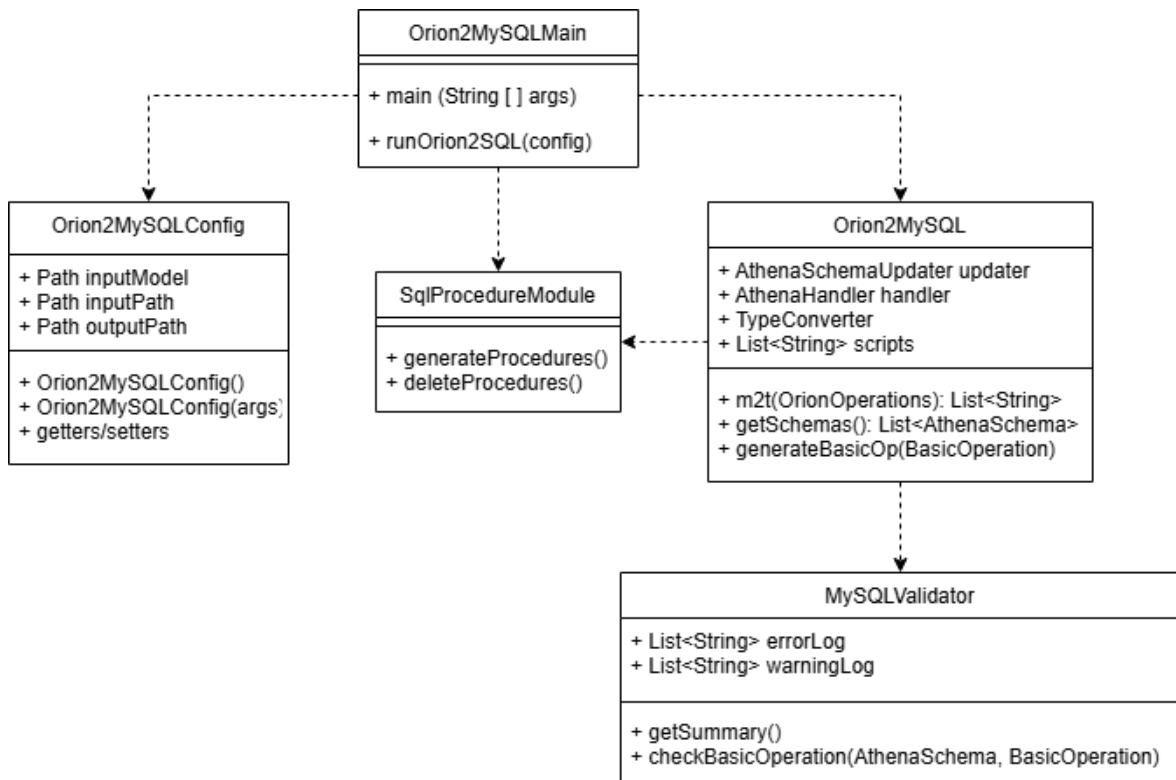 Orion2MySQLMain
+ main (String [ ] args)
+ runOrion2SQL(config)
Orion2MySQLConfig
+ Path inputModel
+ Path inputPath
+ Path outputPath
+ Orion2MySQLConfig()
+ Orion2MySQLConfig(args)
+ getters/setters
SqlProcedureModule
+ generateProcedures()
+ deleteProcedures()
Orion2MySQL
+ AthenaSchemaUpdater updater
+ AthenaHandler handler
+ TypeConverter
+ List<String> scripts
+ m2t(OrionOperations): List<String>
+ getSchemas(): List<AthenaSchema>
+ generateBasicOp(BasicOperation)
MySQLValidator
+ List<String> errorLog
+ List<String> warningLog
+ getSummary()
+ checkBasicOperation(AthenaSchema, BasicOperation)